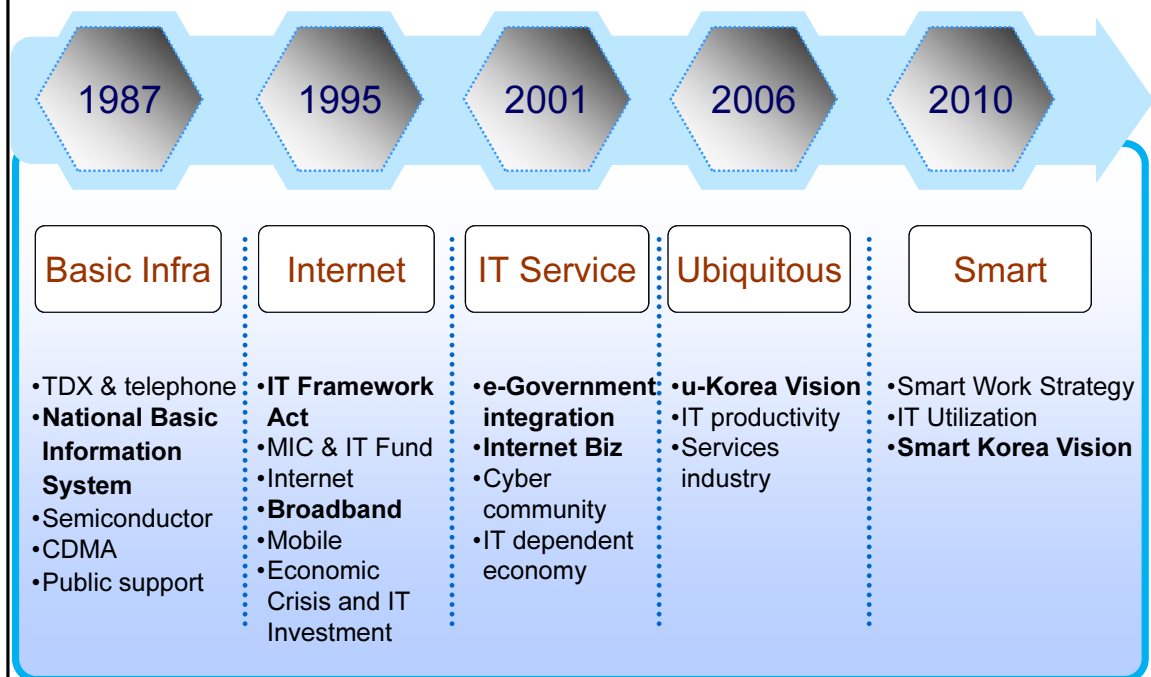 1987
1995
2001
2006
2010
Basic Infra
Internet
IT Service
Ubiquitous
Smart
•TDX & telephone
•National Basic
Information
System
•Semiconductor
•CDMA
•Public support
•IT Framework
Act
•MIC & IT Fund
•Internet
•Broadband
•Mobile
•Economic
Crisis and IT
Investment
•e-Government
integration
•Internet Biz
•Cyber
community
•IT dependent
economy
•u-Korea Vision
•IT productivity
•Services
industry
•Smart Work Strategy
•IT Utilization
•Smart Korea Vision